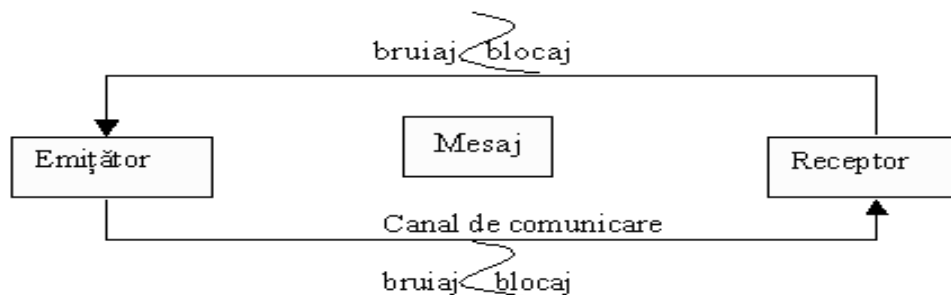 bruiaj blocaj
Mesaj
Emițător
Receptor
Canal de comunicare
bruiaj blocaj